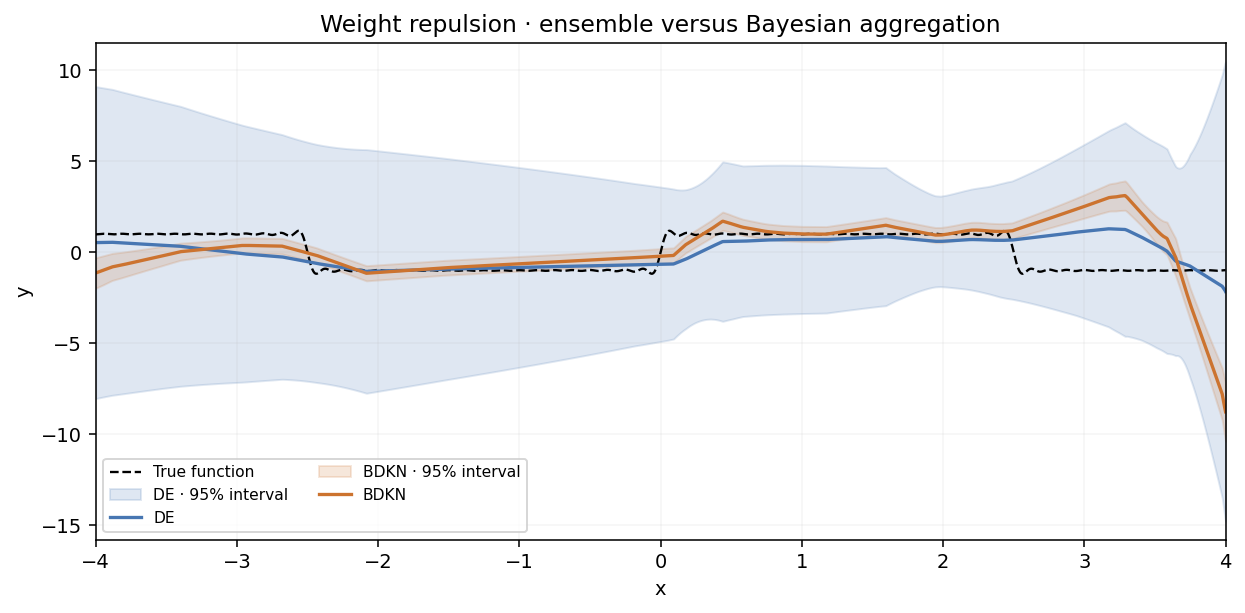 Weight repulsion · ensemble versus Bayesian aggregation
y
10
5
0
−5
−10
−15
True function
DE · 95% interval
DE
BDKN · 95% interval
BDKN
−4
−3
−2
−1
0
1
2
3
4
x